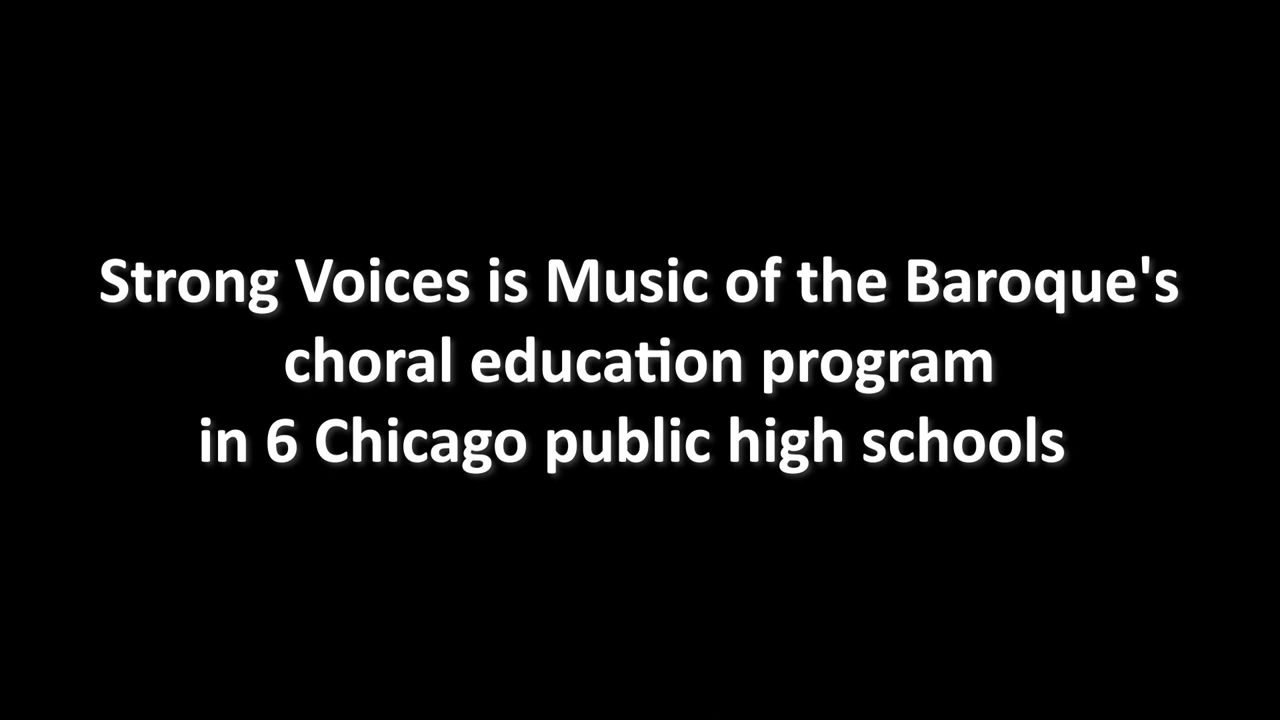 Strong Voices is Music of the Baroque's
choral education program
in 6 Chicago public high schools